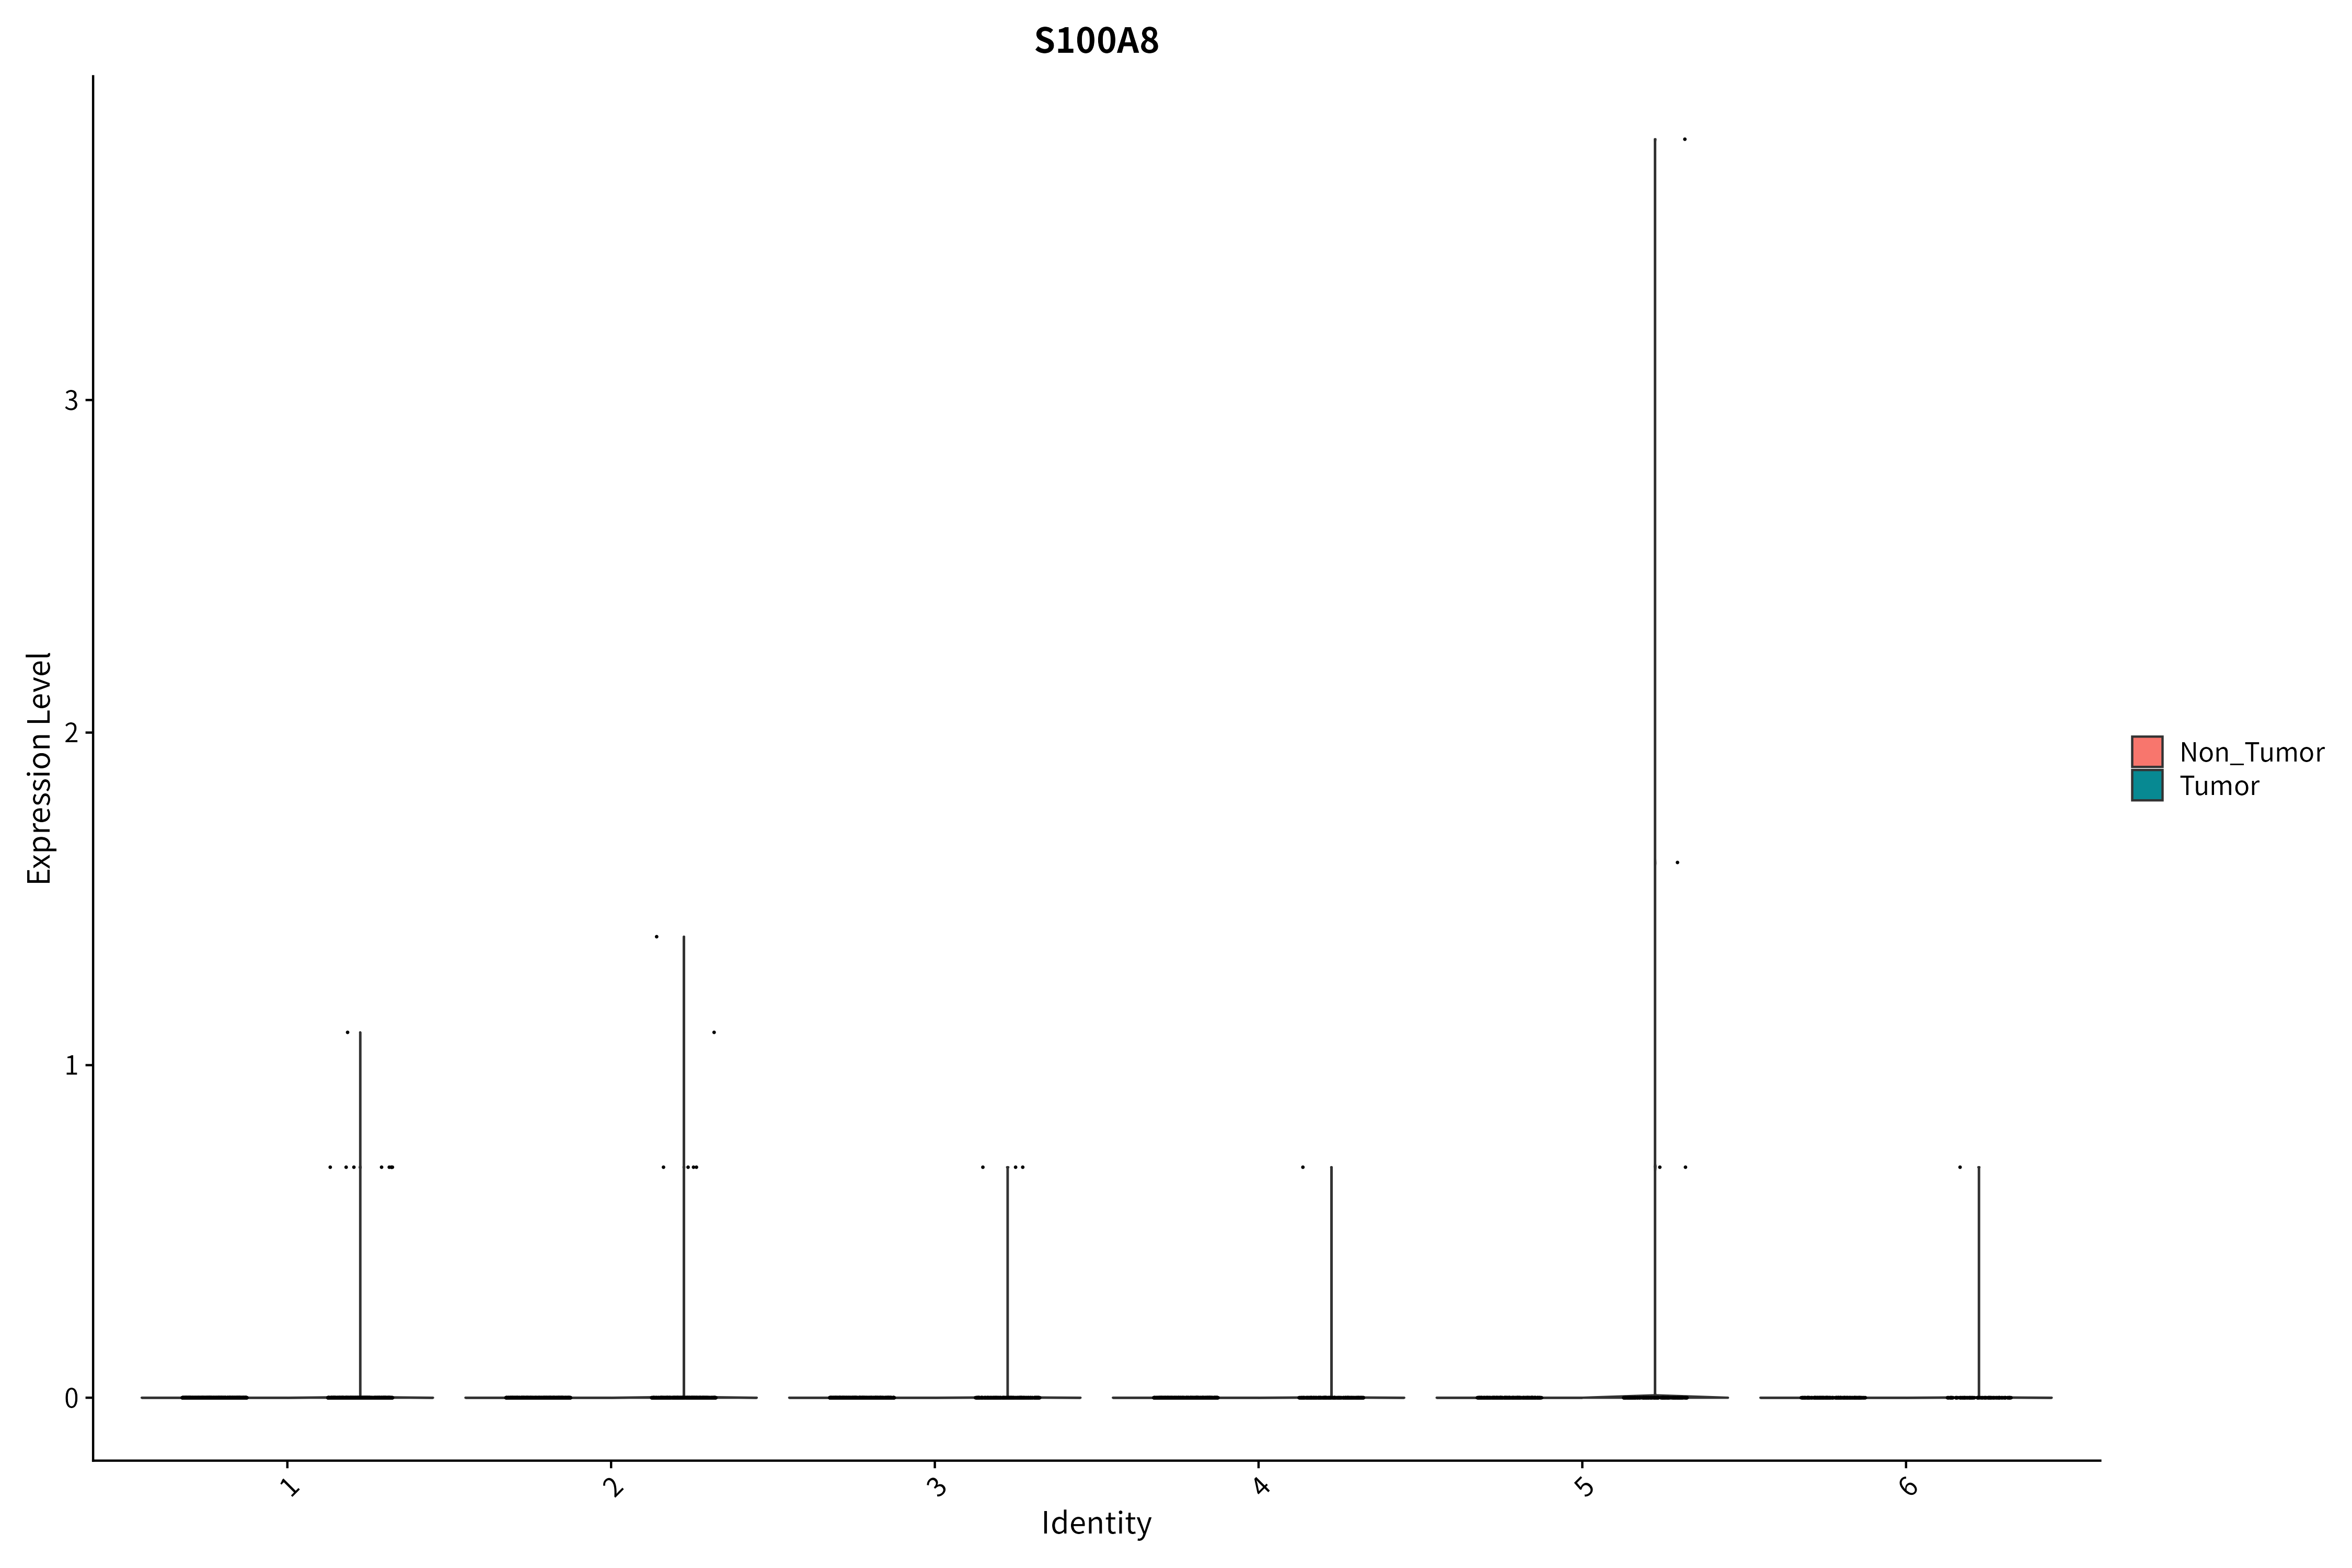 S100A8
Expression Level
3
2
1
0
1
2
3
4
5
6
Identity
Non_Tumor
Tumor